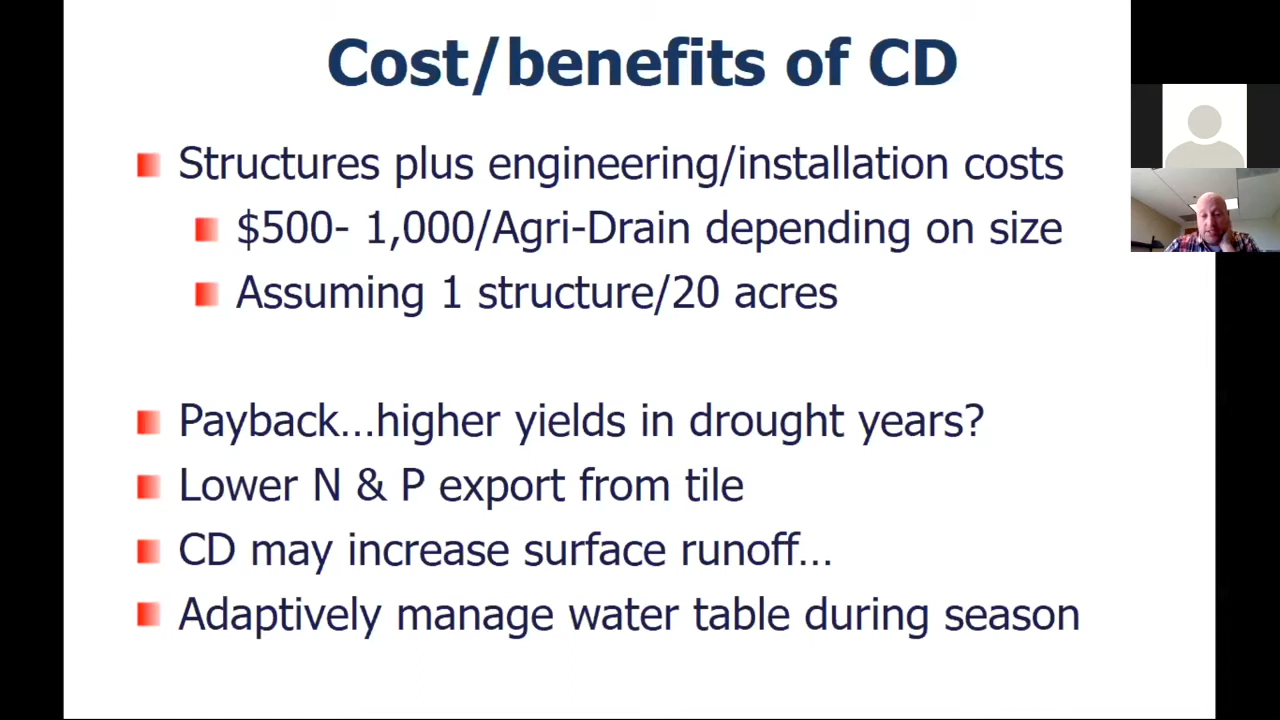 Cost/benefits of CD
Structures plus engineering/installation costs
$500- 1,000/Agri-Drain depending on size
Assuming 1 structure/20 acres
Payback...higher yields in drought years?
Lower N & P export from tile
CD may increase surface runoff...
Adaptively manage water table during season